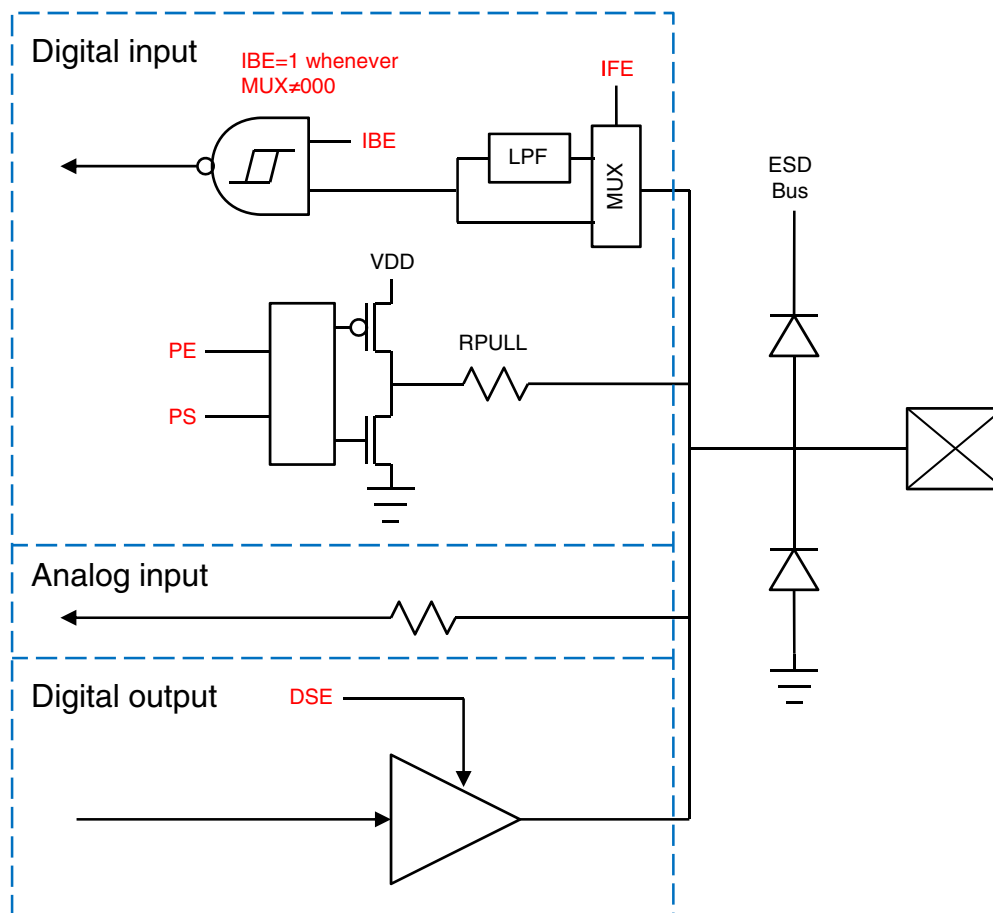 Digital input
IBE=1 whenever
MUX≠000
IFE
IBE
LPF
MUX
ESD
Bus
VDD
RPULL
PE
PS
Analog input
Digital output
DSE